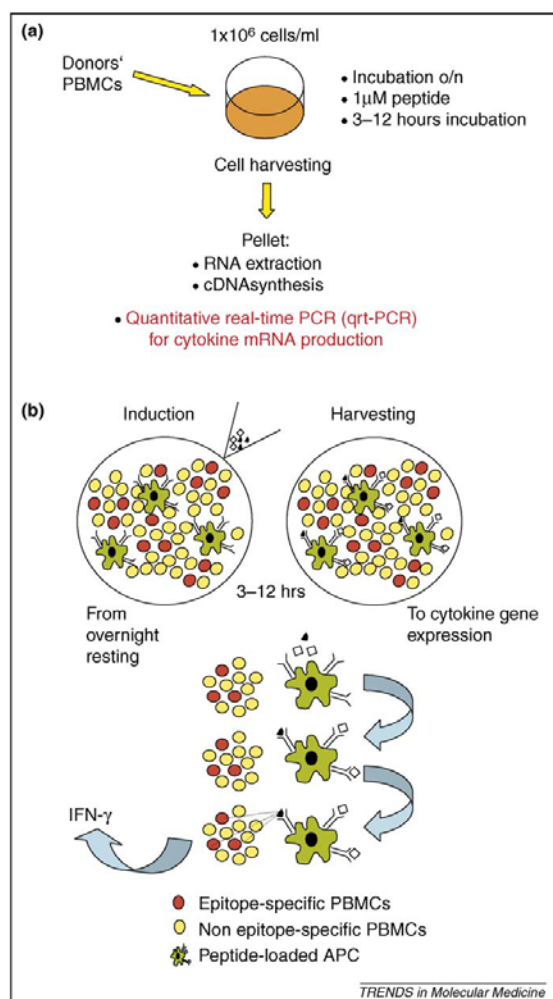 (a)
1x10⁶ cells/ml
Donors'
PBMCs
• Incubation o/n
• 1µM peptide
• 3–12 hours incubation
Cell harvesting
Pellet:
• RNA extraction
• cDNAsynthesis
• Quantitative real-time PCR (qrt-PCR)
for cytokine mRNA production
(b)
Induction
Harvesting
3–12 hrs
From
overnight
resting
To cytokine gene
expression
IFN-γ
Epitope-specific PBMCs
Non epitope-specific PBMCs
Peptide-loaded APC
TRENDS in Molecular Medicine